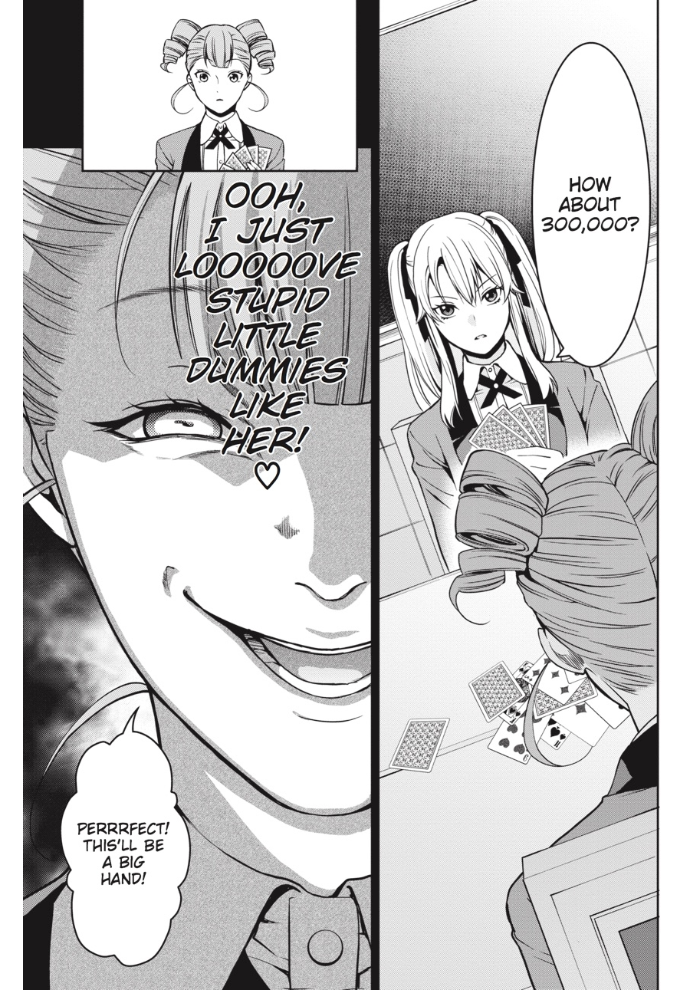 HOW
ABOUT
300,000?
OOH,
I JUST
LOOOOOVE
STUPID
LITTLE
DUMMIES
LIKE
HER!
♡
PERRRFECT!
THIS'LL BE
A BIG
HAND!